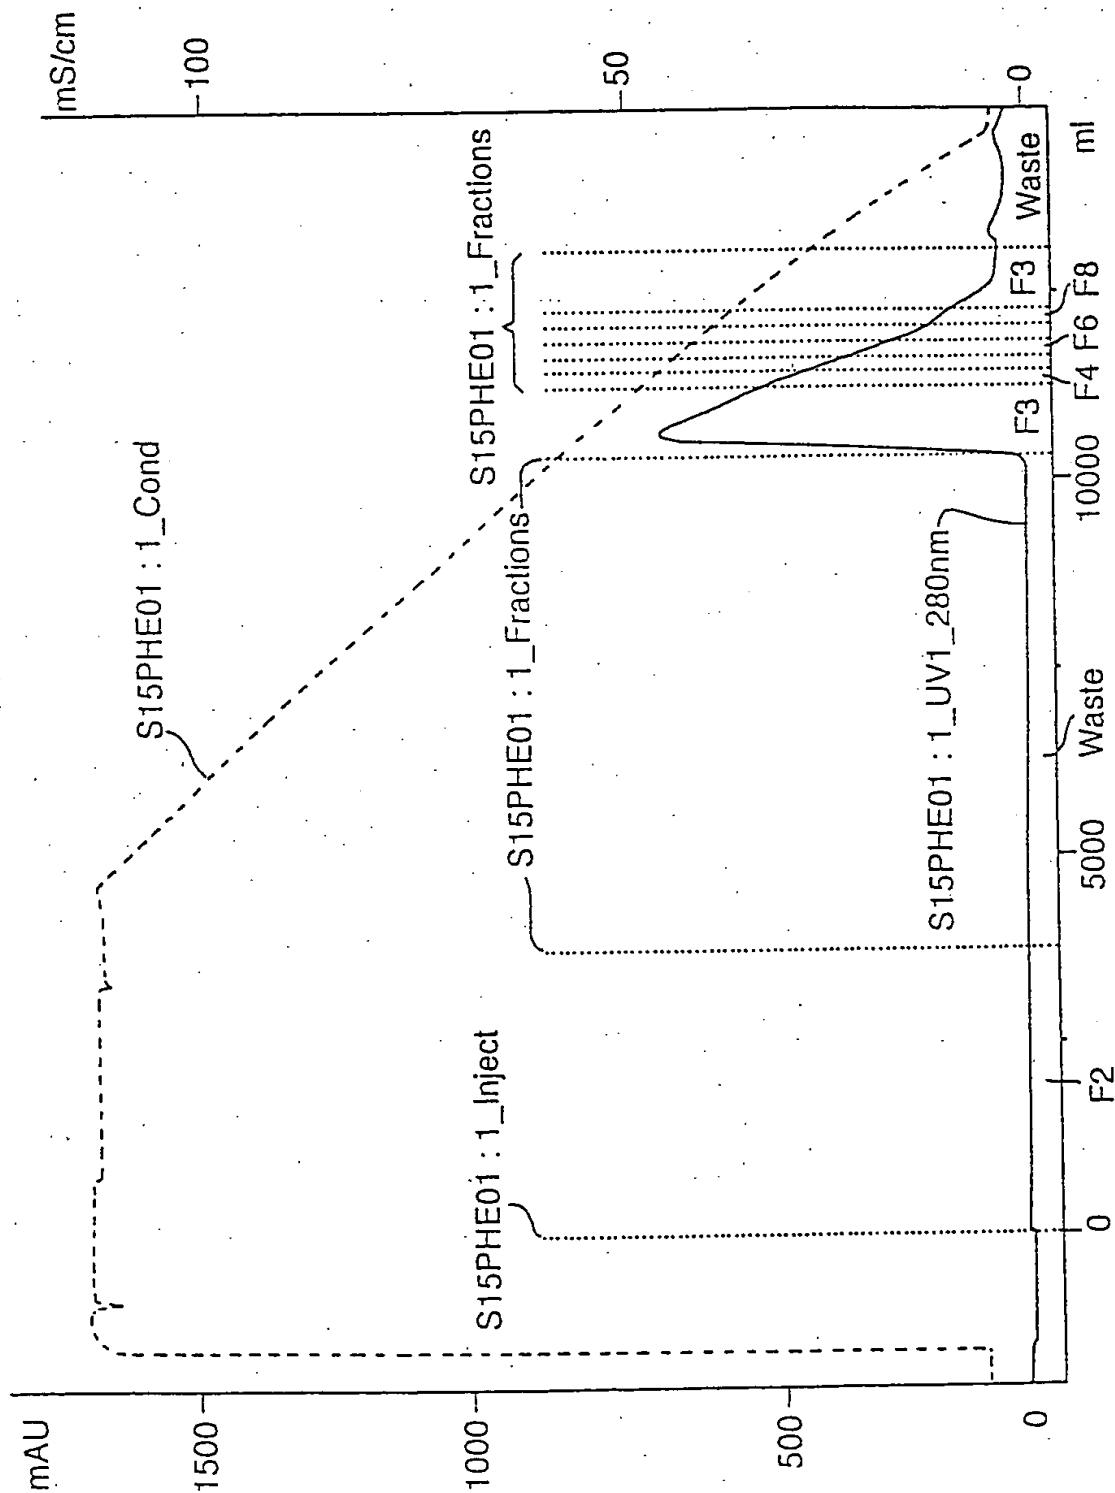 mAU
1500
1000
500
0
mS/cm
100
50
0
S15PHE01 : 1_Cond
S15PHE01 : 1_Inject
S15PHE01 : 1_Fractions
S15PHE01 : 1_Fractions
S15PHE01 : 1_UV1_280nm
F3
F3
Waste
0
F2
5000
Waste
10000
F4
F6
F8
ml